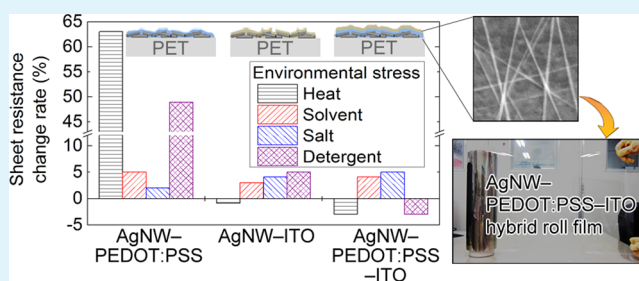 Sheet resistance
change rate (%)
65
60
55
50
45
10
5
0
-5
PET
PET
PET
Environmental stress
Heat
Solvent
Salt
Detergent
AgNW–
PEDOT:PSS
AgNW–ITO
AgNW–
PEDOT:PSS
–ITO
AgNW–
PEDOT:PSS–ITO
hybrid roll film